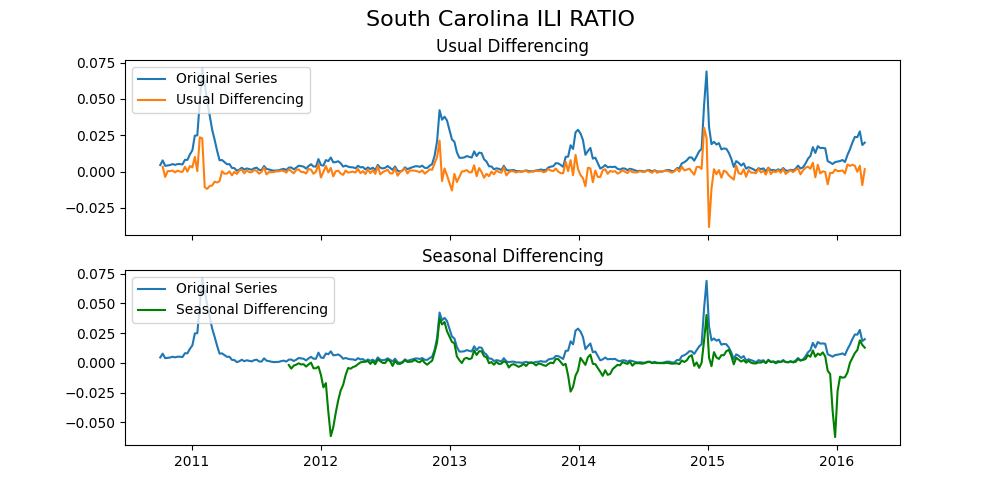 South Carolina ILI RATIO
Usual Differencing
0.075
0.050
0.025
0.000
−0.025
Original Series
Usual Differencing
Seasonal Differencing
0.075
0.050
0.025
0.000
−0.025
−0.050
Original Series
Seasonal Differencing
2011 2012 2013 2014 2015 2016